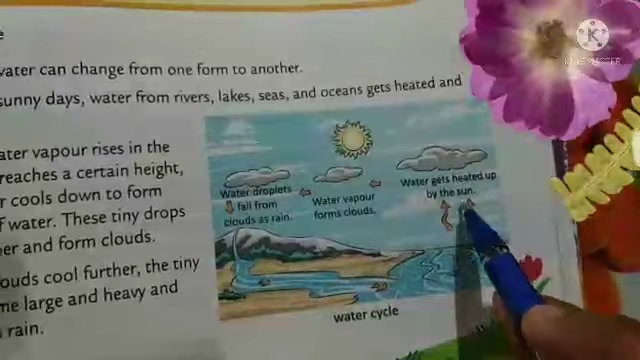 e
water can change from one form to another.
sunny days, water from rivers, lakes, seas, and oceans gets heated and
ater vapour rises in the
reaches a certain height,
r cools down to form
f water. These tiny drops
er and form clouds.
ouds cool further, the tiny
me large and heavy and
rain.
Water droplets
fall from
clouds as rain.
Water vapour
forms clouds.
Water gets heated up
by the sun.
water cycle
KINEMASTER